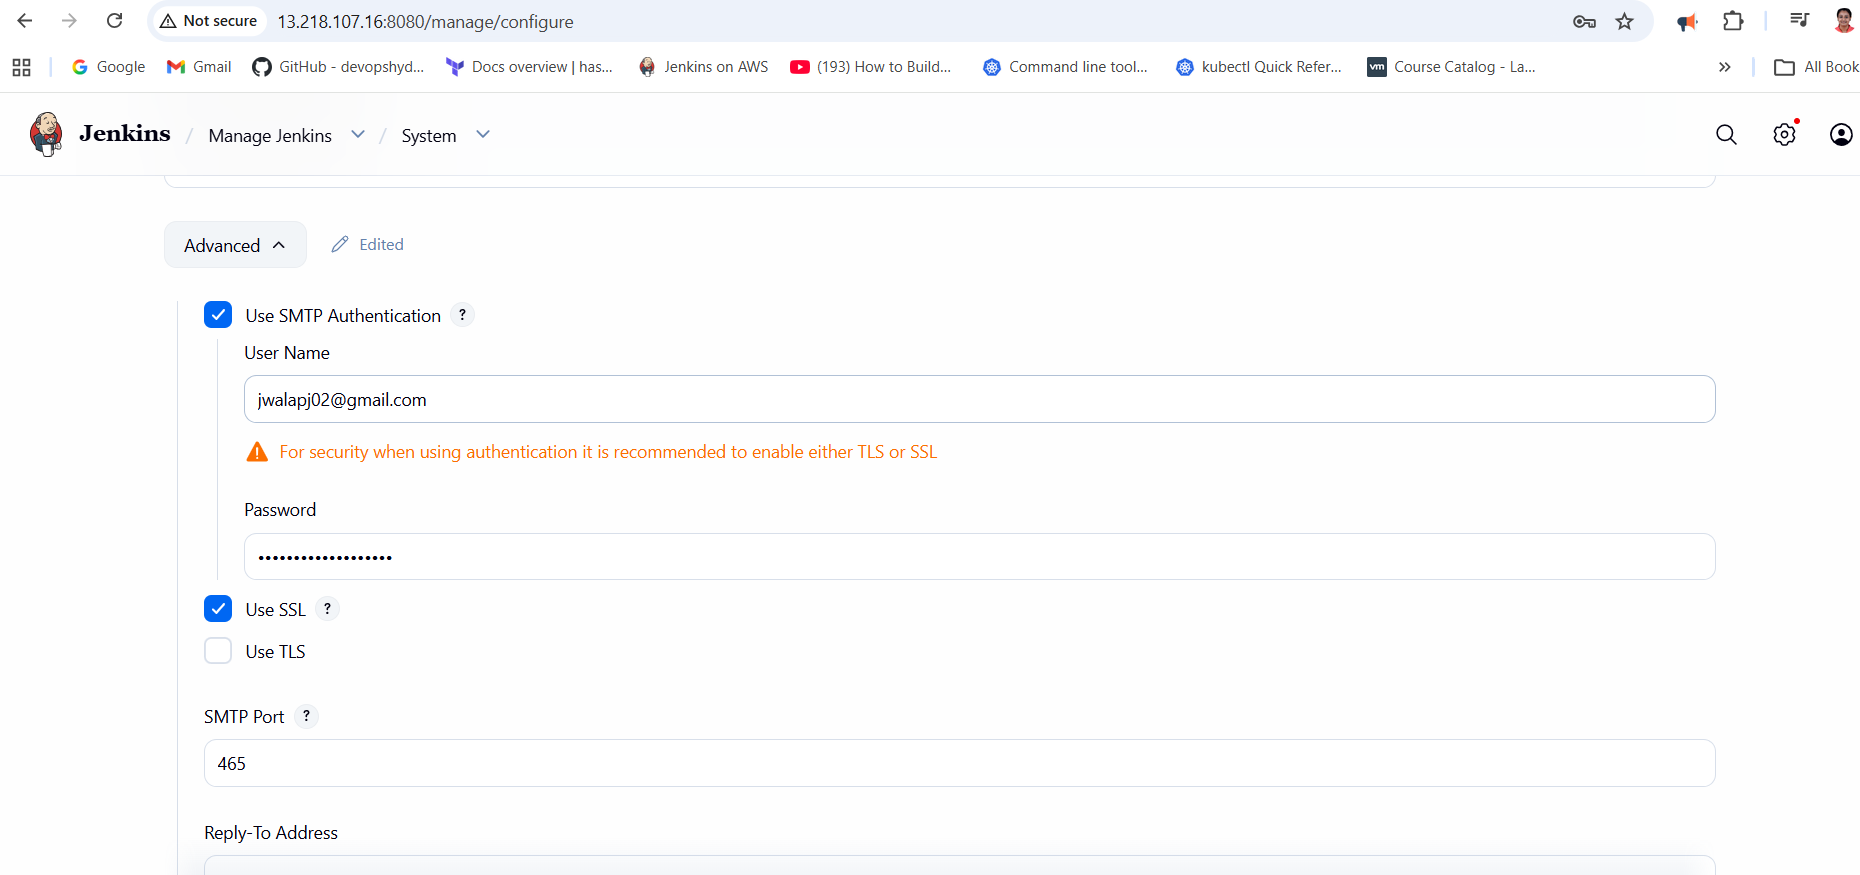 Not secure 13.218.107.16:8080/manage/configure
Google Gmail GitHub - devopshyd... Docs overview | has... Jenkins on AWS (193) How to Build... Command line tool... kubectl Quick Refer... vm Course Catalog - La... » All Book
Jenkins / Manage Jenkins / System
Advanced Edited
Use SMTP Authentication ?
User Name
jwalapj02@gmail.com
For security when using authentication it is recommended to enable either TLS or SSL
Password
•••••••••••••••••••
Use SSL ?
Use TLS
SMTP Port ?
465
Reply-To Address